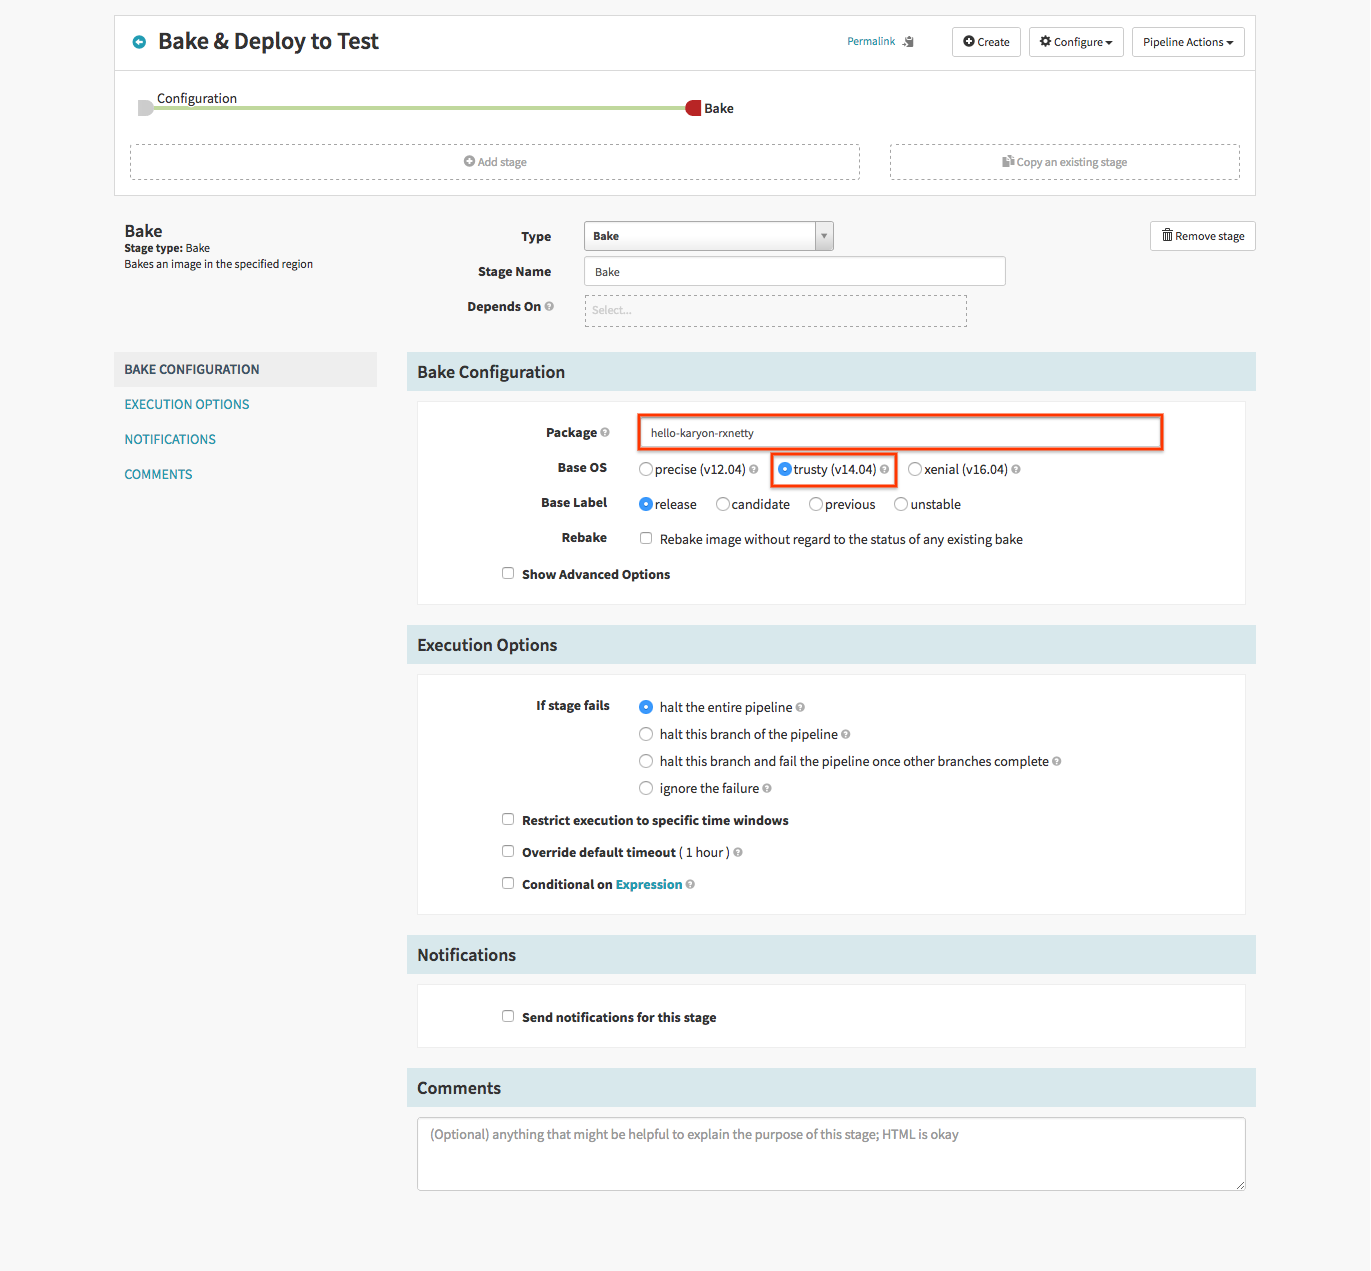 Bake & Deploy to Test
Permalink
Create
Configure
Pipeline Actions
Configuration
Bake
Add stage
Copy an existing stage
Bake
Stage type: Bake
Bakes an image in the specified region
Type
Bake
Remove stage
Stage Name
Bake
Depends On
Select...
BAKE CONFIGURATION
EXECUTION OPTIONS
NOTIFICATIONS
COMMENTS
Bake Configuration
Package
hello-karyon-rxnetty
Base OS
precise (v12.04)
trusty (v14.04)
xenial (v16.04)
Base Label
release
candidate
previous
unstable
Rebake
Rebake image without regard to the status of any existing bake
Show Advanced Options
Execution Options
If stage fails
halt the entire pipeline
halt this branch of the pipeline
halt this branch and fail the pipeline once other branches complete
ignore the failure
Restrict execution to specific time windows
Override default timeout ( 1 hour )
Conditional on Expression
Notifications
Send notifications for this stage
Comments
(Optional) anything that might be helpful to explain the purpose of this stage; HTML is okay